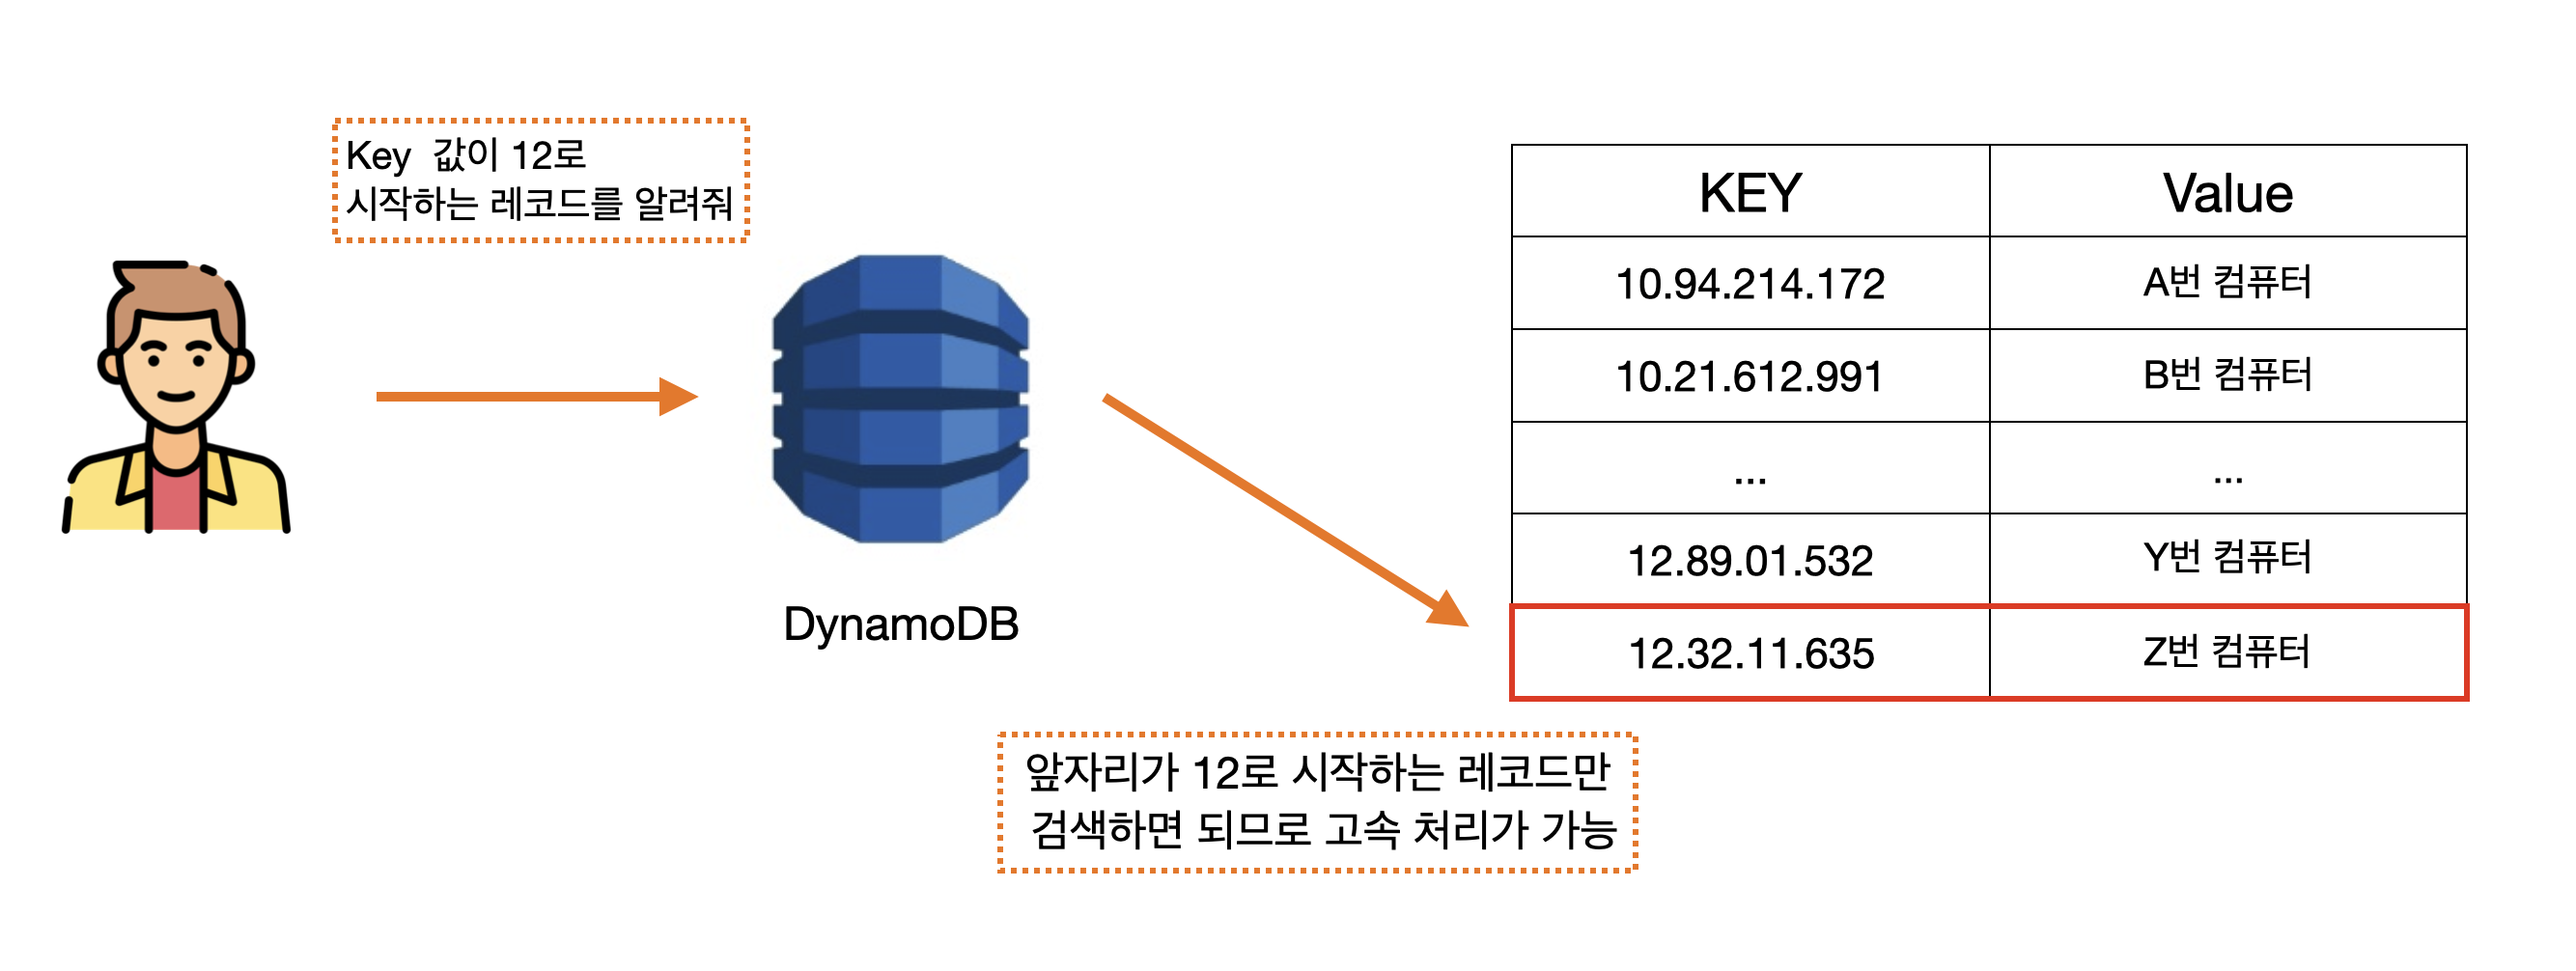 Key 값이 12로
시작하는 레코드를 알려줘
DynamoDB
KEY Value
10.94.214.172 A번 컴퓨터
10.21.612.991 B번 컴퓨터
... ...
12.89.01.532 Y번 컴퓨터
12.32.11.635 Z번 컴퓨터
앞자리가 12로 시작하는 레코드만
검색하면 되므로 고속 처리가 가능